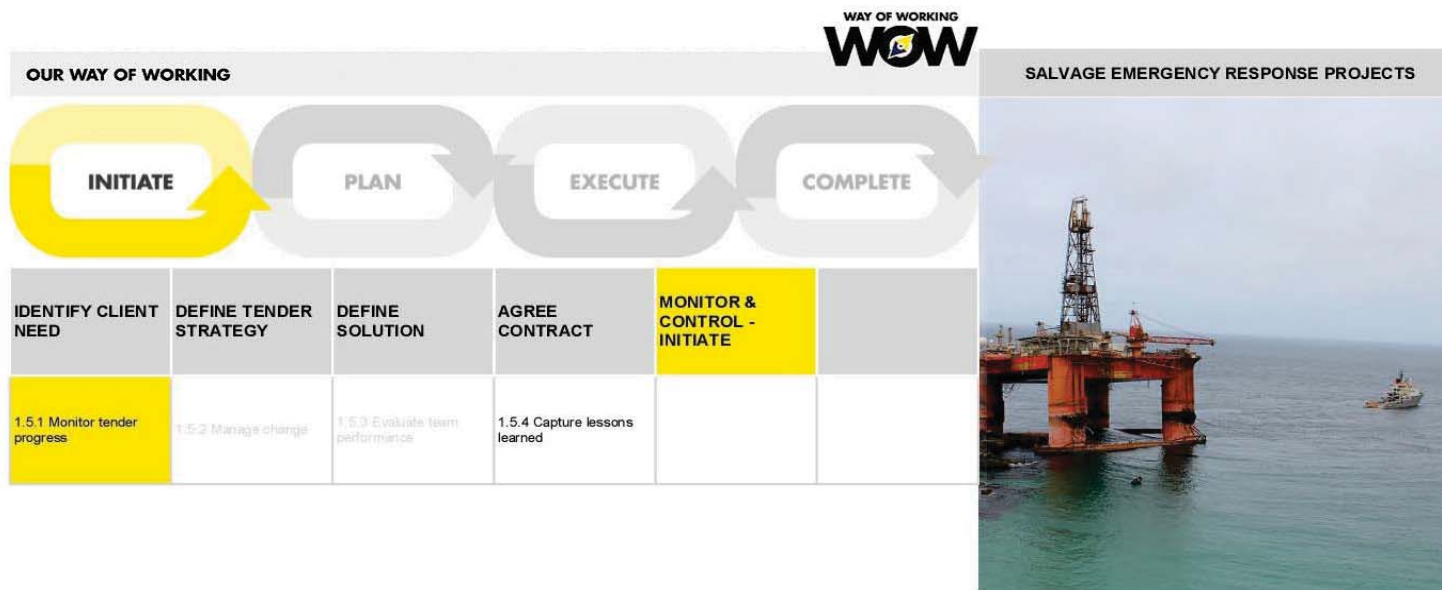 WAY OF WORKING
WOW
OUR WAY OF WORKING
SALVAGE EMERGENCY RESPONSE PROJECTS
INITIATE
PLAN
EXECUTE
COMPLETE
IDENTIFY CLIENT
NEED
DEFINE TENDER
STRATEGY
DEFINE
SOLUTION
AGREE
CONTRACT
MONITOR &
CONTROL -
INITIATE
1.5.1 Monitor tender
progress
1.5.2 Manage change
1.5.3 Evaluate team
performance
1.5.4 Capture lessons
learned